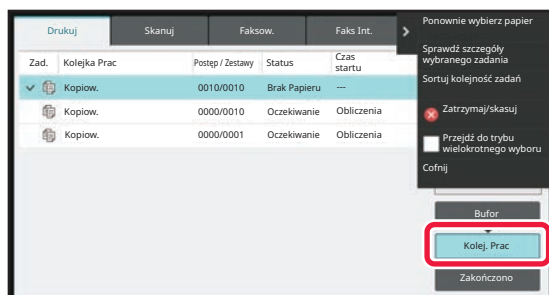 Drukuj Skanuj Faksow. Faks Int.
Zad. Kolejka Prac Postęp / Zestawy Status Czas startu
Kopiow. 0010/0010 Brak Papieru ---
Kopiow. 0000/0010 Oczekiwanie Obliczenia
Kopiow. 0000/0001 Oczekiwanie Obliczenia
Ponownie wybierz papier
Sprawdź szczegóły
wybranego zadania
Sortuj kolejność zadań
Zatrzymaj/skasuj
Przejdź do trybu
wielokrotnego wyboru
Cofnij
Bufor
Kolej. Prac
Zakończono